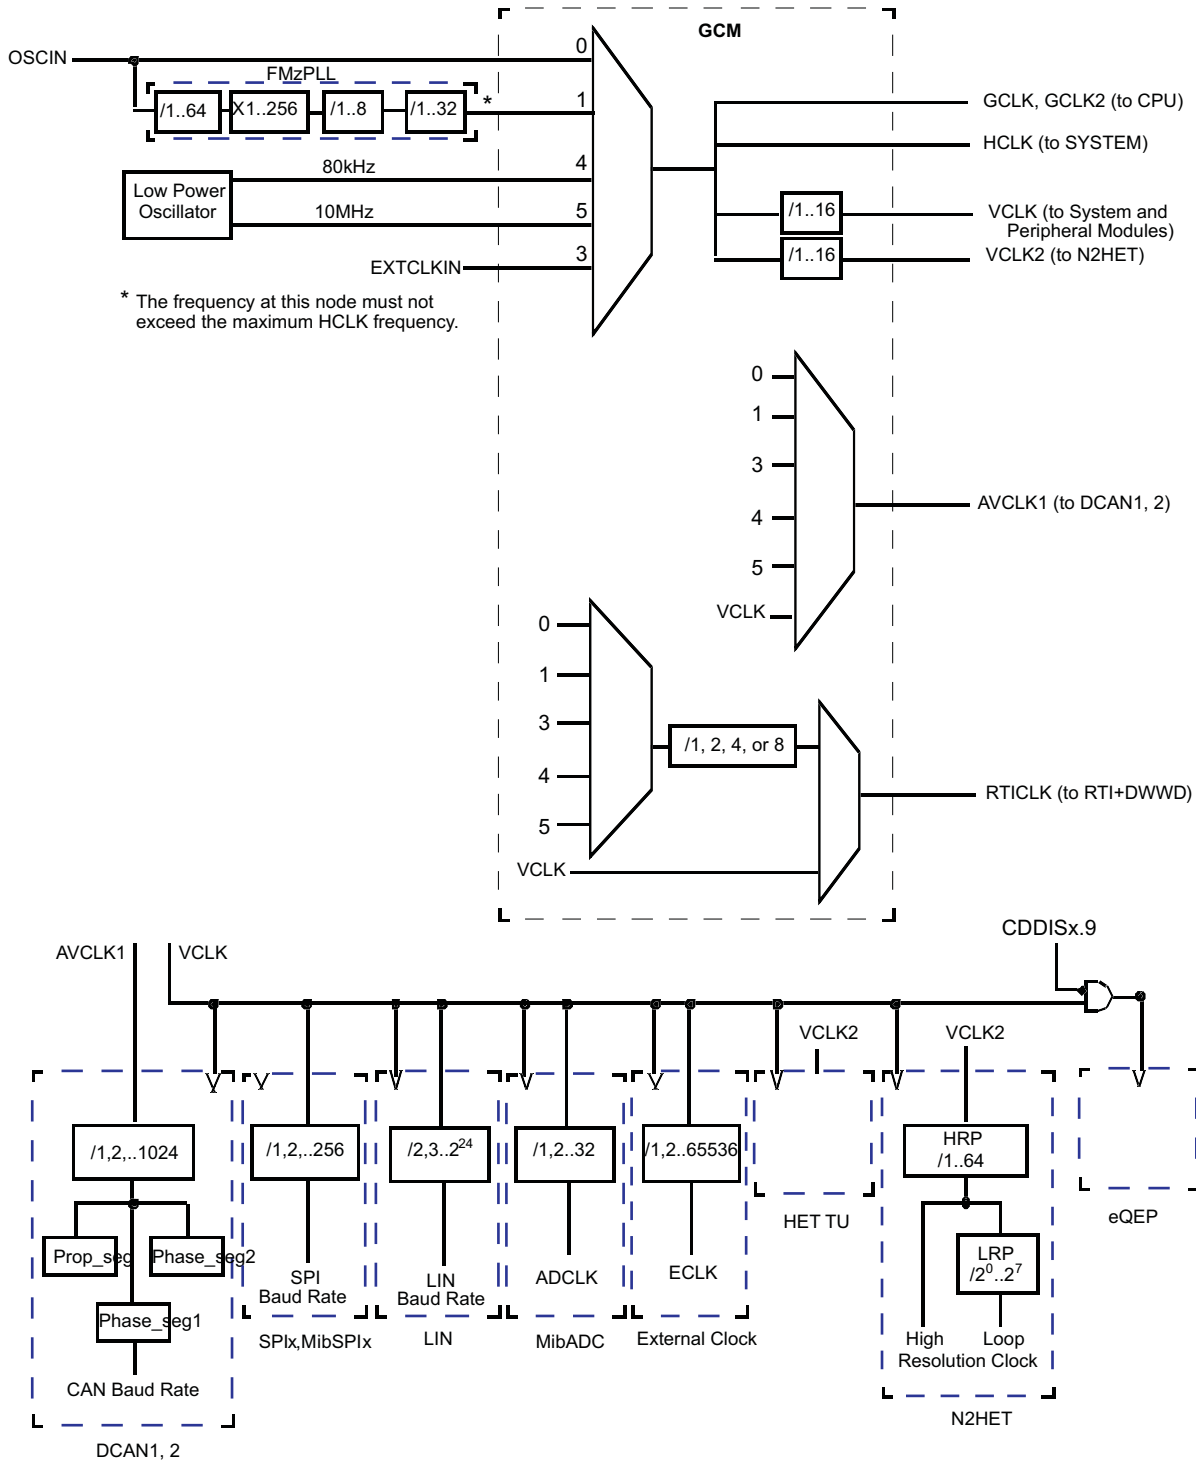 GCM
OSCIN
0
FMzPLL
/1..64
X1..256
/1..8
/1..32
*
1
GCLK, GCLK2 (to CPU)
HCLK (to SYSTEM)
80kHz
4
Low Power
Oscillator
10MHz
5
/1..16
VCLK (to System and
Peripheral Modules)
EXTCLKIN
3
/1..16
VCLK2 (to N2HET)
* The frequency at this node must not
exceed the maximum HCLK frequency.
0
1
3
4
5
VCLK
AVCLK1 (to DCAN1, 2)
0
1
3
4
5
/1, 2, 4, or 8
VCLK
RTICLK (to RTI+DWWD)
AVCLK1
VCLK
CDDISx.9
VCLK2
VCLK2
/1,2,..1024
/1,2,..256
/2,3..2^24
/1,2..32
/1,2..65536
HRP
/1..64
HET TU
eQEP
Prop_seg
Phase_seg2
Phase_seg1
CAN Baud Rate
DCAN1, 2
SPI
Baud Rate
SPIx,MibSPIx
LIN
Baud Rate
LIN
ADCLK
MibADC
ECLK
External Clock
LRP
/2^0..2^7
High
Loop
Resolution Clock
N2HET